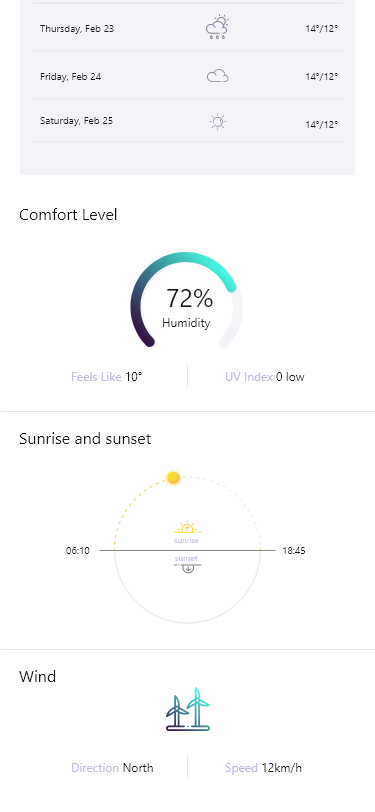 Thursday, Feb 23 14°/12°
Friday, Feb 24 14°/12°
Saturday, Feb 25 14°/12°
Comfort Level
72%
Humidity
Feels Like 10° UV Index 0 low
Sunrise and sunset
sunrise
06:10 18:45
sunset
Wind
Direction North Speed 12km/h